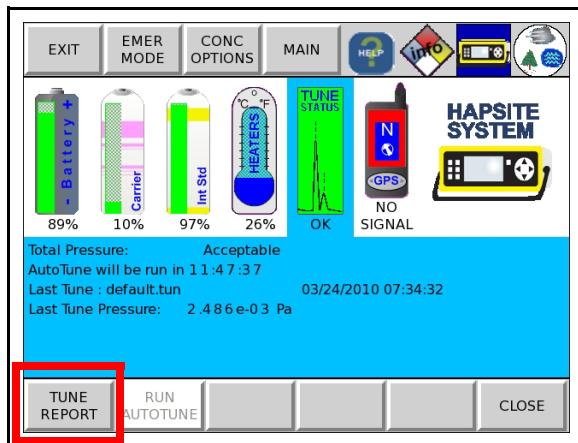 EXIT
EMER
MODE
CONC
OPTIONS
MAIN
HELP
info
- Battery +
Carrier
Int Std
°C °F
HEATERS
TUNE
STATUS
N
GPS
HAPSITE
SYSTEM
89%
10%
97%
26%
OK
NO
SIGNAL
Total Pressure: Acceptable
AutoTune will be run in 11:47:37
Last Tune : default.tun 03/24/2010 07:34:32
Last Tune Pressure: 2.486e-03 Pa
TUNE
REPORT
RUN
AUTOTUNE
CLOSE